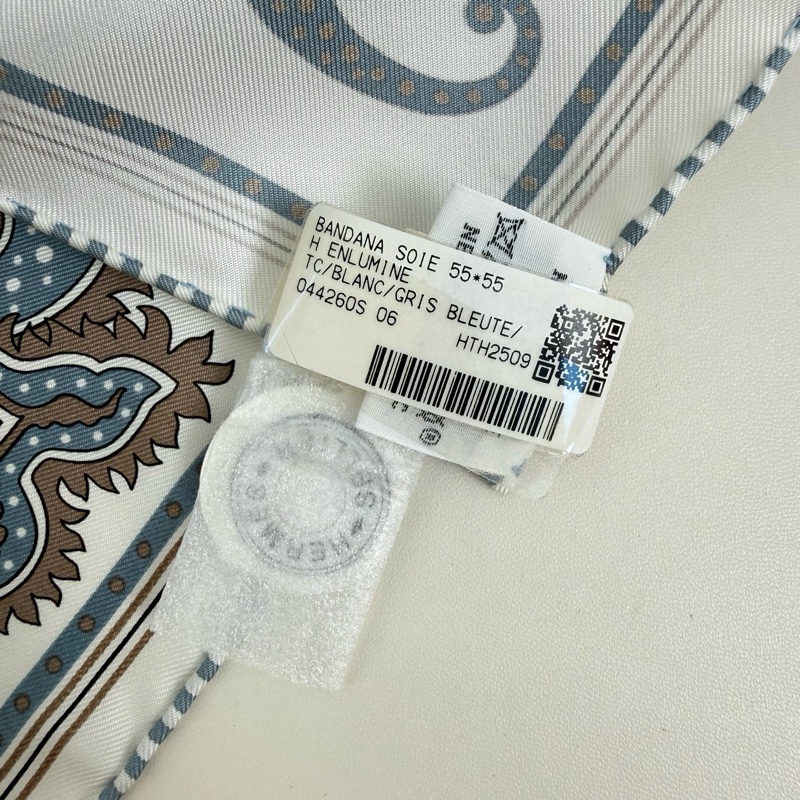 BANDANA SOIE 55*55
H ENLUMINE
TC/BLANC/GRIS BLEUTE/
044260S 06
HTH2509
HERMES